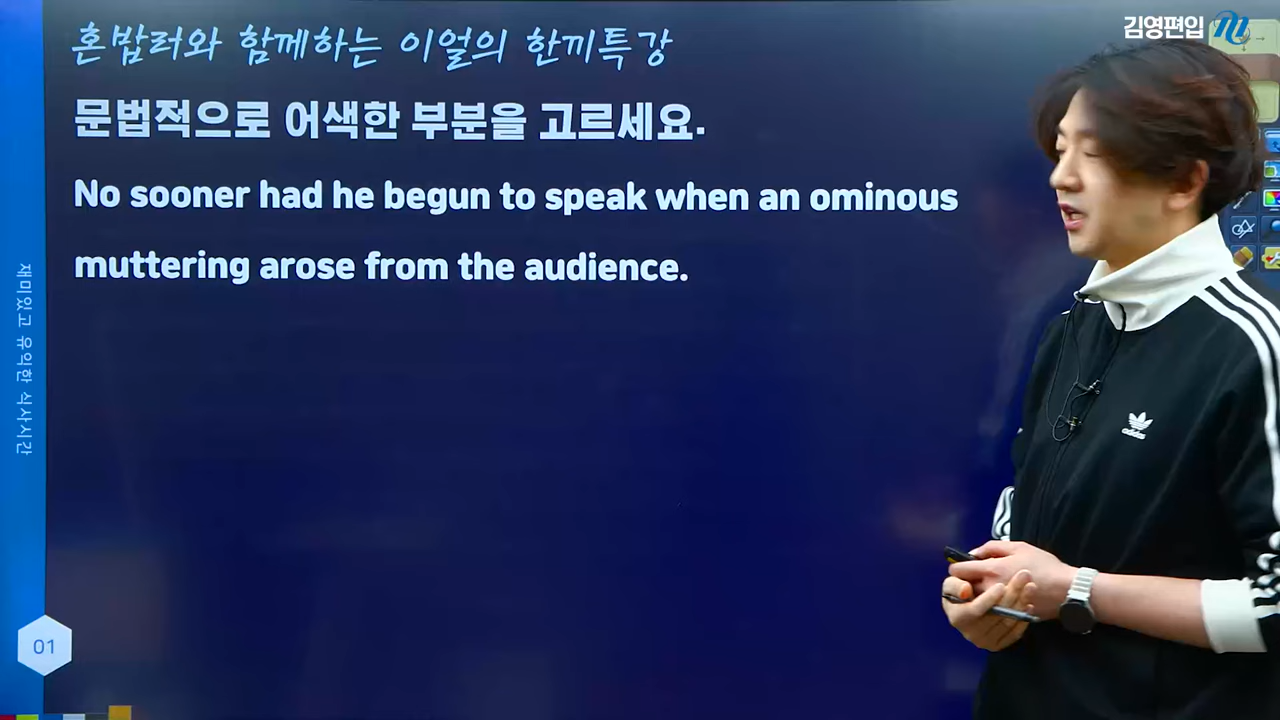 김영편입
혼밥러와 함께하는 이얼의 한끼특강
문법적으로 어색한 부분을 고르세요.
No sooner had he begun to speak when an ominous
muttering arose from the audience.
재미있고 유익한 식사시간
01
adidas